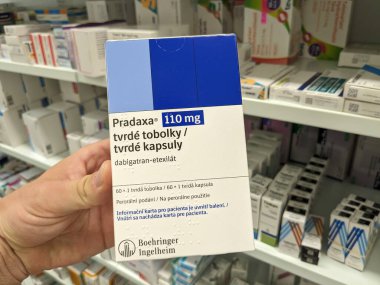 Pradaxa® 110 mg
tvrdé tobolky /
tvrdé kapsuly
dabigatran-etexilát
60 × 1 tvrdá tobolka / 60 × 1 tvrdá kapsula
Perorální podání / Na perorálne použitie
Informační karta pro pacienta je uvnitř balení. /
Vnútri sa nachádza karta pre pacienta.
Boehringer
Ingelheim